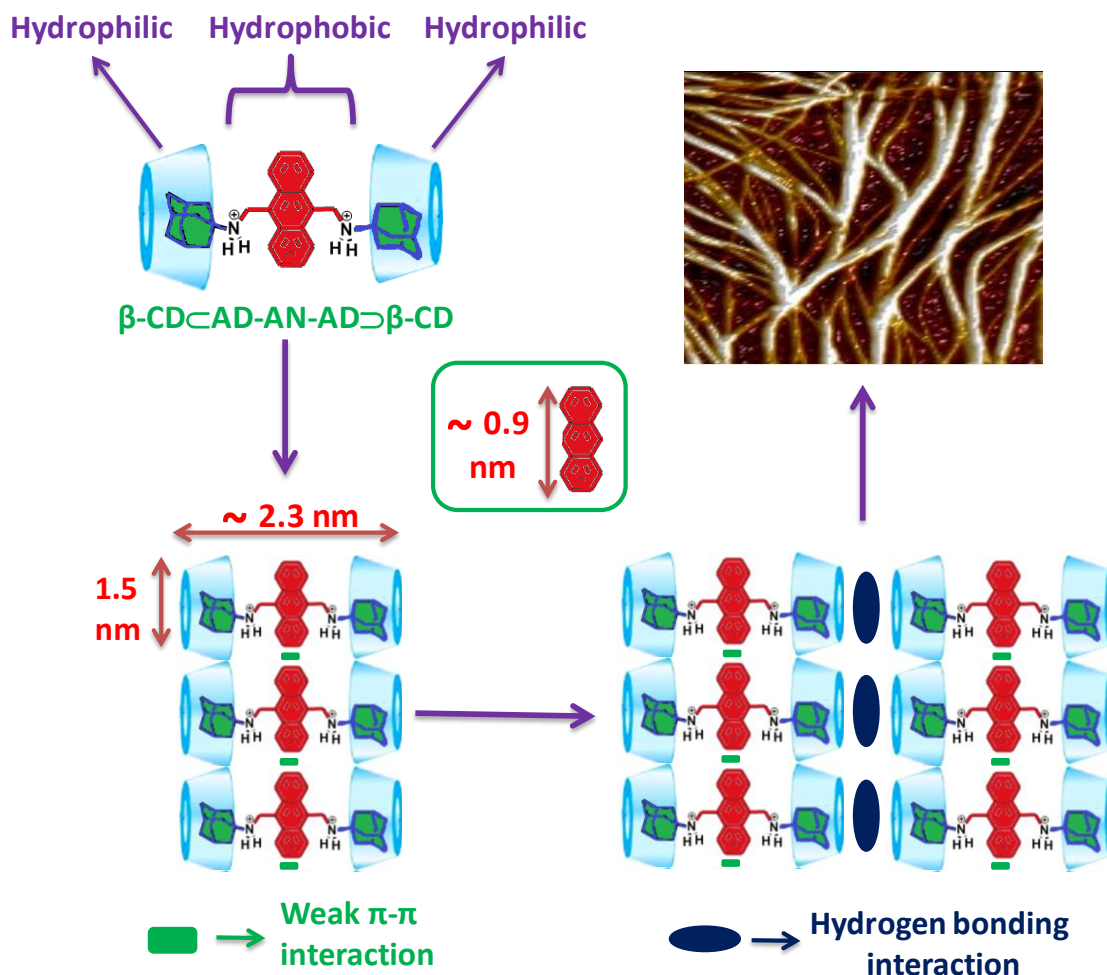 Hydrophilic Hydrophobic Hydrophilic
⊕ ⊕
N N
H H H H
β-CD⊂AD-AN-AD⊃β-CD
~ 0.9
nm
~ 2.3 nm
1.5
nm
⊕ ⊕ ⊕ ⊕ ⊕ ⊕
N N N N N N
H H H H H H H H H H H H
⊕ ⊕ ⊕ ⊕ ⊕ ⊕
N N N N N N
H H H H H H H H H H H H
⊕ ⊕ ⊕ ⊕ ⊕ ⊕
N N N N N N
H H H H H H H H H H H H
Weak π-π
interaction
Hydrogen bonding
interaction